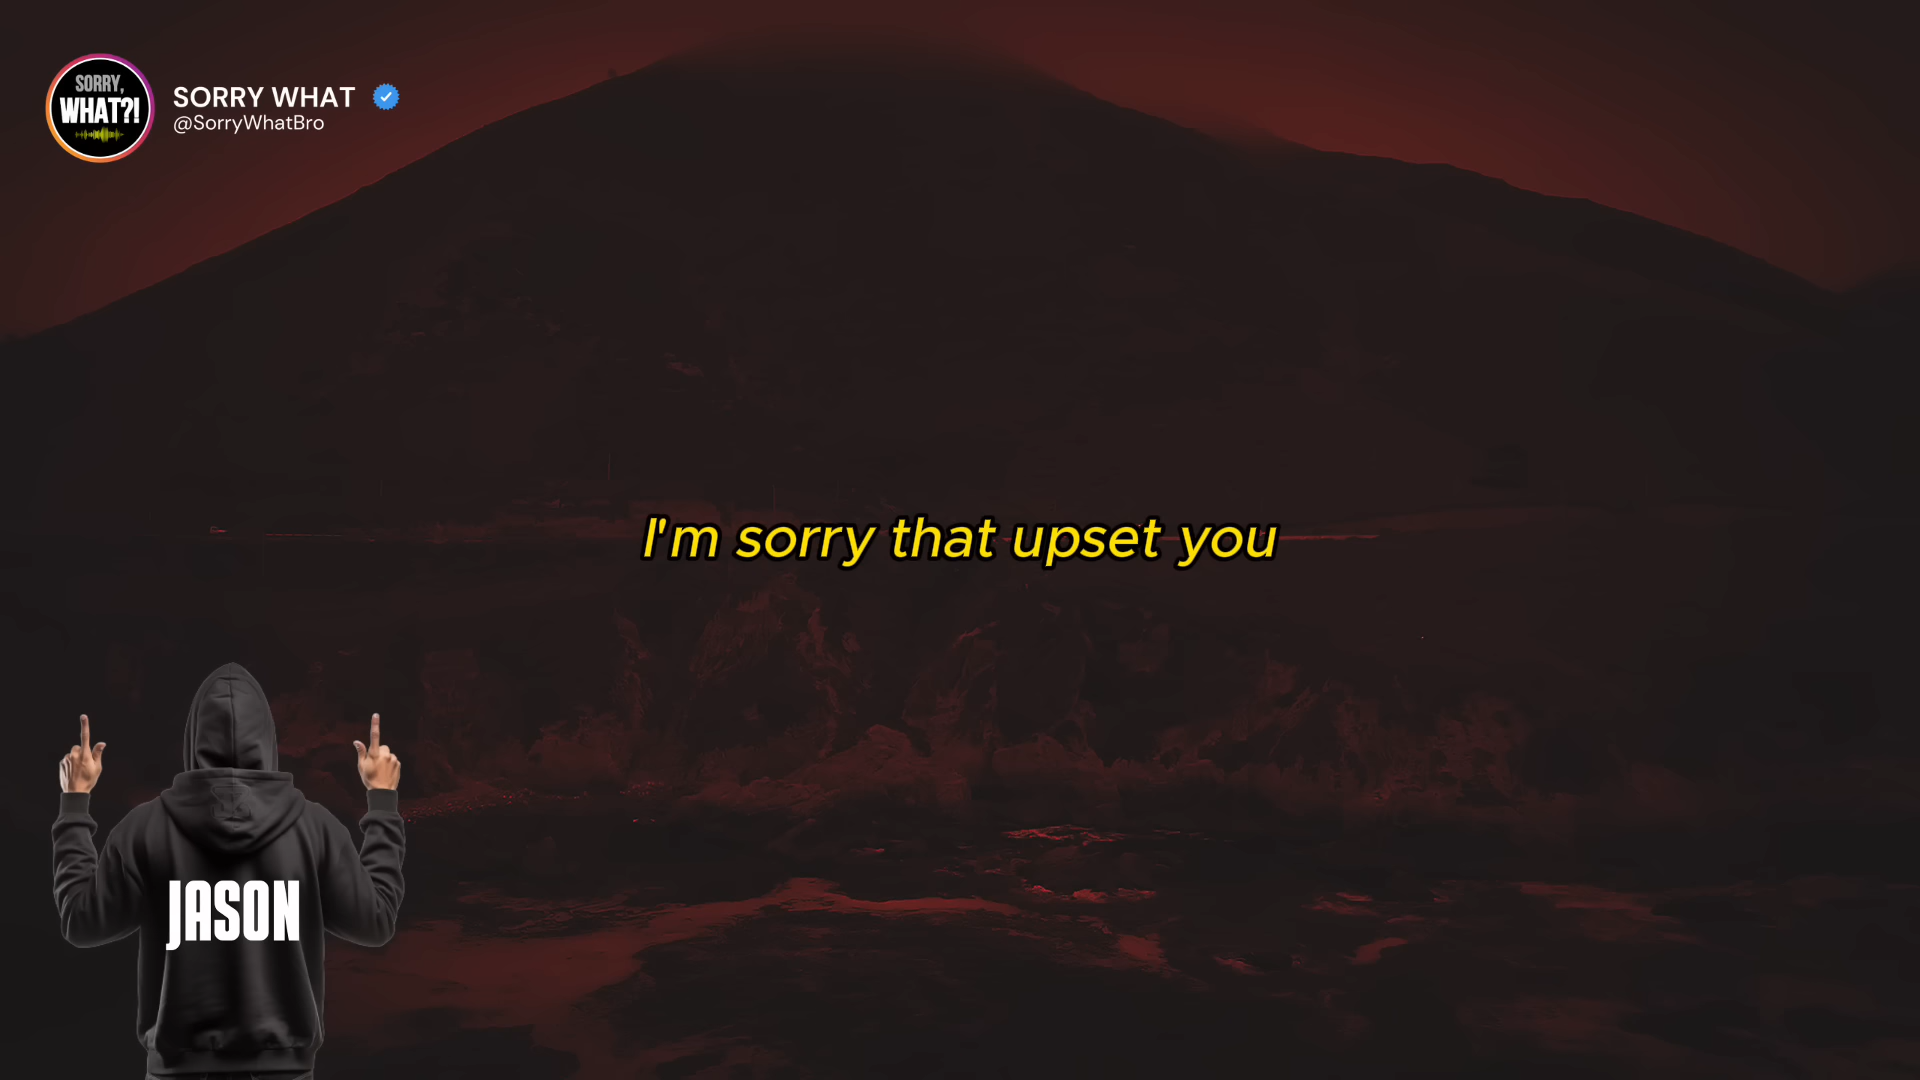 SORRY,
WHAT?!
SORRY WHAT
@SorryWhatBro
I'm sorry that upset you
JASON